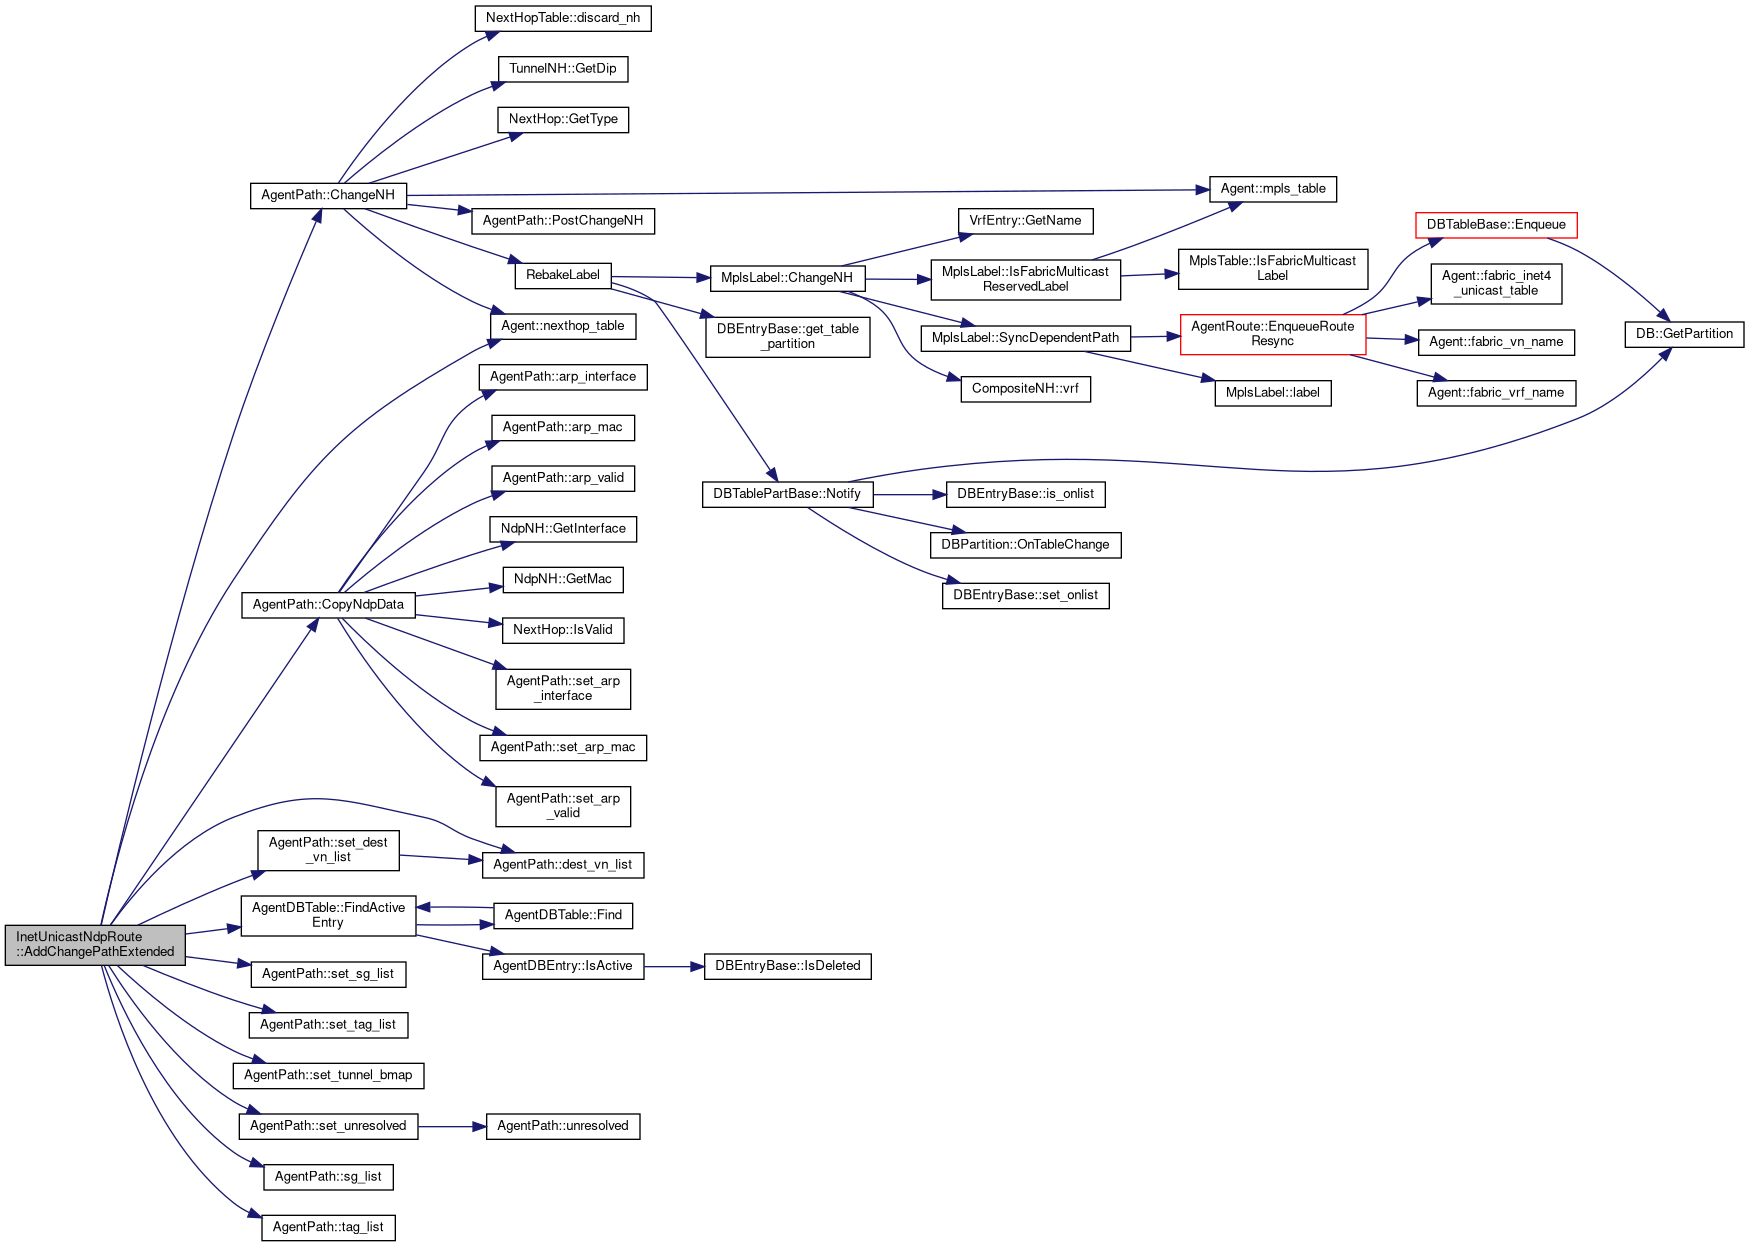 NextHopTable::discard_nh
TunnelNH::GetDip
NextHop::GetType
AgentPath::ChangeNH
Agent::mpls_table
AgentPath::PostChangeNH
VrfEntry::GetName
DBTableBase::Enqueue
RebakeLabel
MplsLabel::ChangeNH
MplsLabel::IsFabricMulticast
ReservedLabel
MplsTable::IsFabricMulticast
Label
Agent::fabric_inet4
_unicast_table
Agent::nexthop_table
DBEntryBase::get_table
_partition
MplsLabel::SyncDependentPath
AgentRoute::EnqueueRoute
Resync
Agent::fabric_vn_name
DB::GetPartition
AgentPath::arp_interface
CompositeNH::vrf
MplsLabel::label
Agent::fabric_vrf_name
AgentPath::arp_mac
AgentPath::arp_valid
DBTablePartBase::Notify
DBEntryBase::is_onlist
NdpNH::GetInterface
DBPartition::OnTableChange
NdpNH::GetMac
DBEntryBase::set_onlist
AgentPath::CopyNdpData
NextHop::IsValid
AgentPath::set_arp
_interface
AgentPath::set_arp_mac
AgentPath::set_arp
_valid
AgentPath::set_dest
_vn_list
AgentPath::dest_vn_list
AgentDBTable::FindActive
Entry
AgentDBTable::Find
InetUnicastNdpRoute
::AddChangePathExtended
AgentDBEntry::IsActive
DBEntryBase::IsDeleted
AgentPath::set_sg_list
AgentPath::set_tag_list
AgentPath::set_tunnel_bmap
AgentPath::set_unresolved
AgentPath::unresolved
AgentPath::sg_list
AgentPath::tag_list